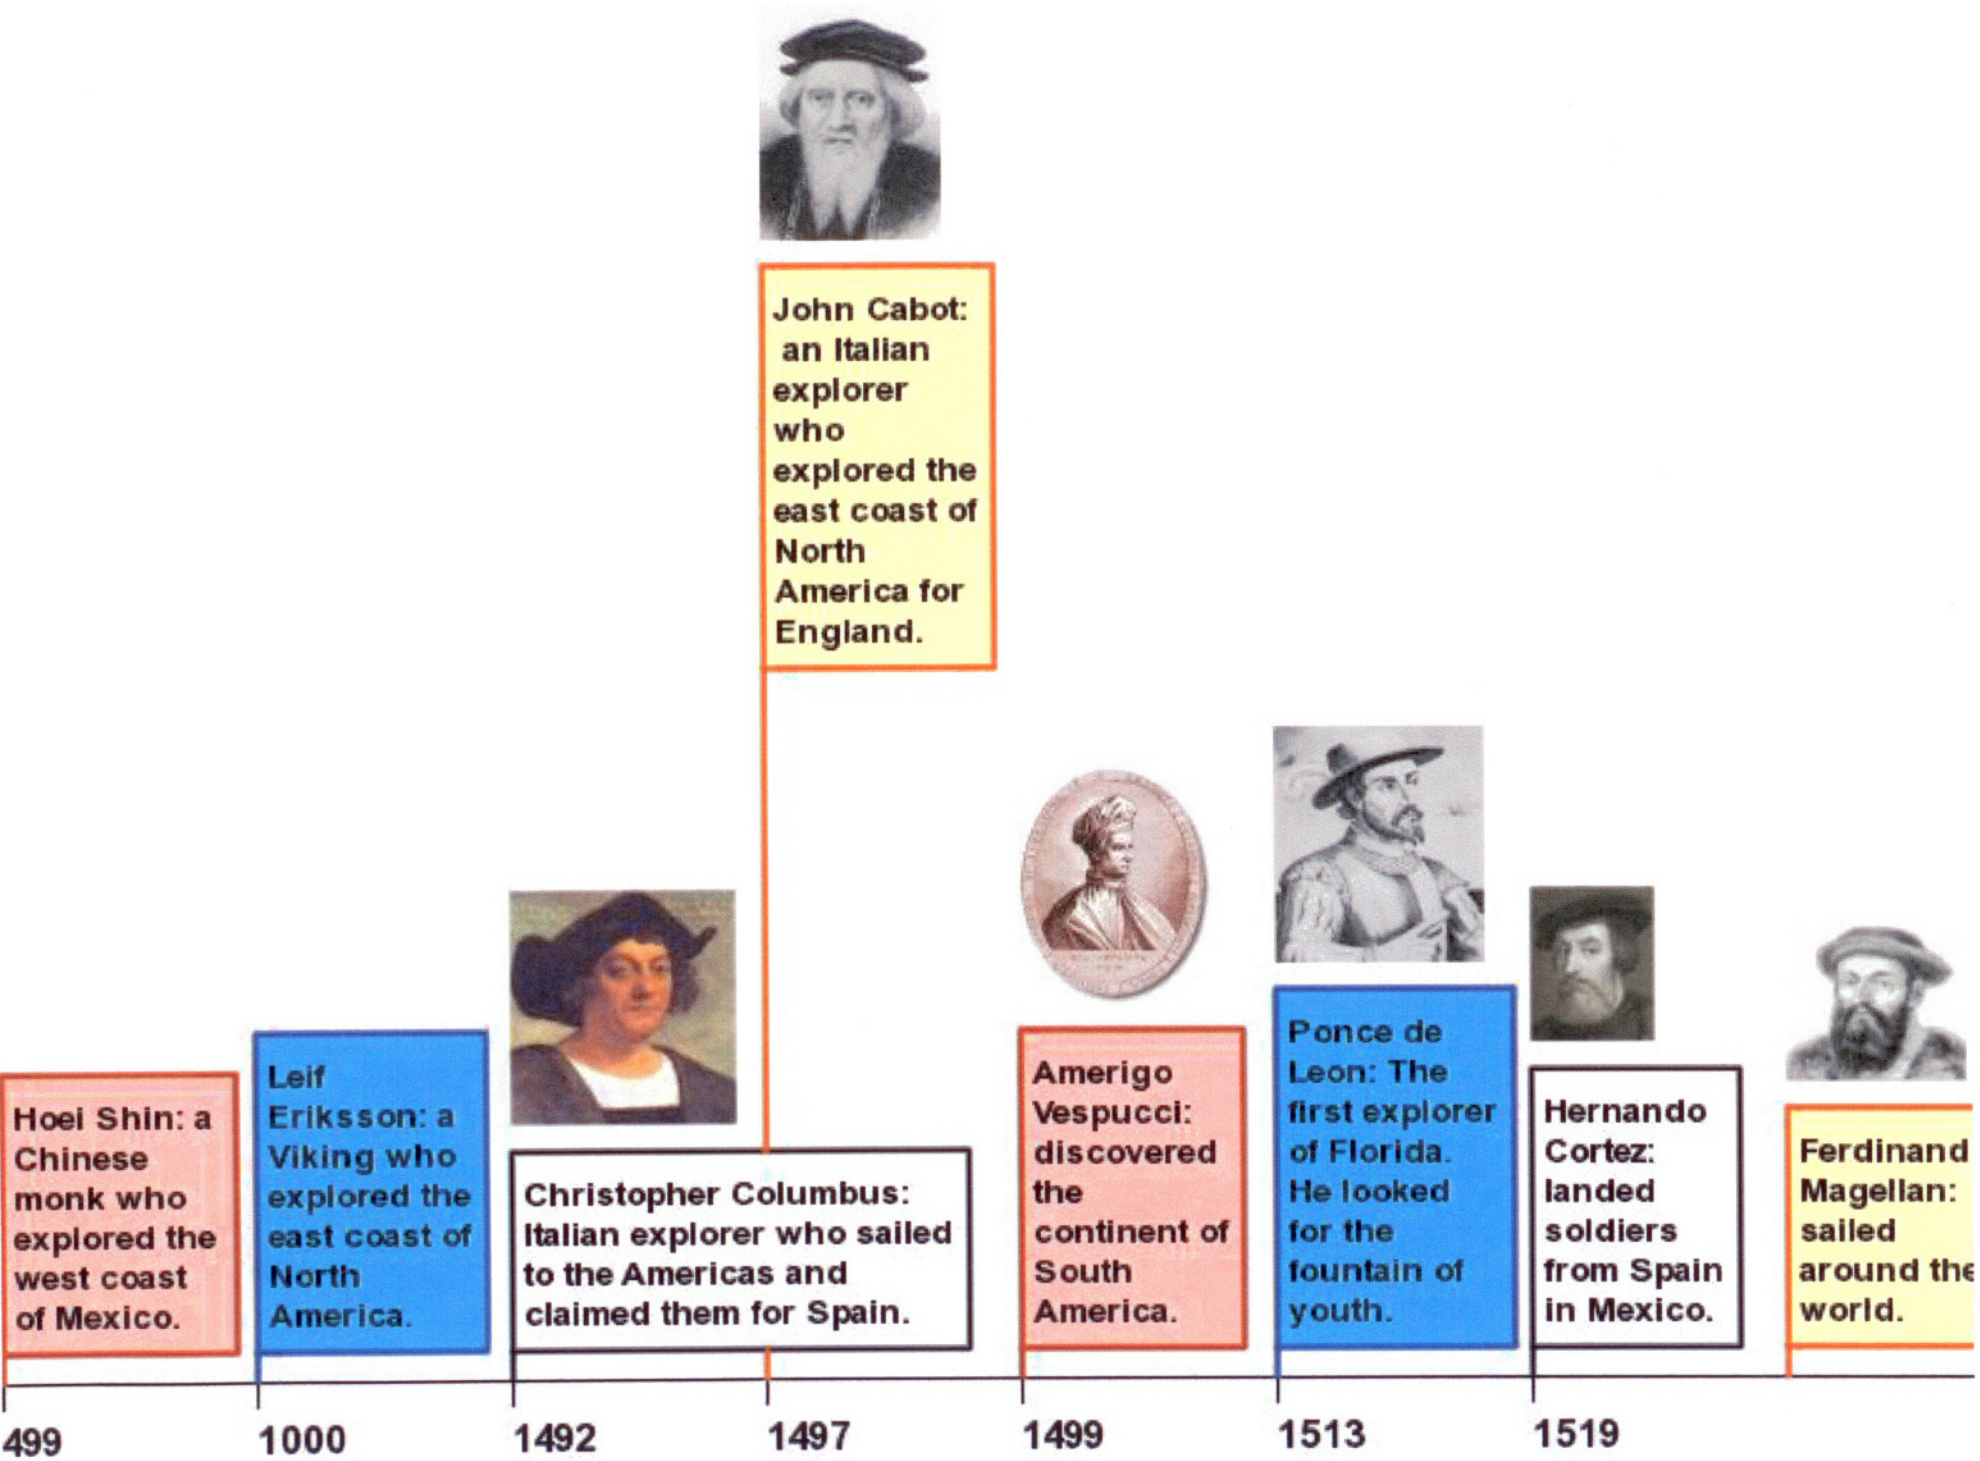 John Cabot:
an Italian
explorer
who
explored the
east coast of
North
America for
England.
Hoei Shin: a
Chinese
monk who
explored the
west coast
of Mexico.
Leif
Eriksson: a
Viking who
explored the
east coast of
North
America.
Christopher Columbus:
Italian explorer who sailed
to the Americas and
claimed them for Spain.
Amerigo
Vespucci:
discovered
the
continent of
South
America.
Ponce de
Leon: The
first explorer
of Florida.
He looked
for the
fountain of
youth.
Hernando
Cortez:
landed
soldiers
from Spain
in Mexico.
Ferdinand
Magellan:
sailed
around the
world.
499
1000
1492
1497
1499
1513
1519